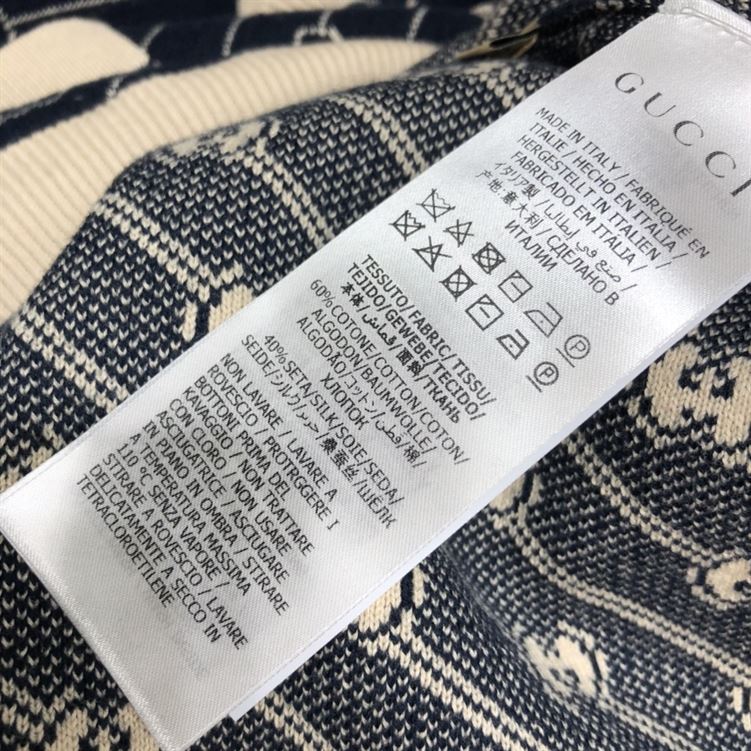 GUCCI
MADE IN ITALY / FABRIQUÉ EN
ITALIE / HECHO EN ITALIA /
HERGESTELLT IN ITALIEN /
FABRICADO EM ITALIA /
イタリア製 / صنع في إيطاليا /
产地: 意大利 / СДЕЛАНО В
ИТАЛИИ
P
P
TESSUTO / FABRIC / TISSU /
TEJIDO / GEWEBE / TECIDO /
本体 / قماش / 面料 / ТКАНЬ
60% COTONE / COTTON / COTON /
ALGODON / BAUMWOLLE /
ALGODÃO / コットン / قطن / 棉 /
ХЛОПОК
40% SETA / SILK / SOIE / SEDA /
SEIDE / シルク / حرير / 桑蚕丝 / ШЁЛК
NON LAVARE / LAVARE A
ROVESCIO / PROTRGGERE I
BOTTONI PRIMA DEL
KAVAGGIO / NON TRATTARE
CON CLORO / NON USARE
ASCIUGATRICE / ASCIUGARE
IN PIANO IN OMBRA / STIRARE
A TEMPERATURA MASSIMA
110 °C SENZA VAPORE /
STIRARE A ROVESCIO / LAVARE
DELICATAMENTE A SECCO IN
TETRACLOROETILENE